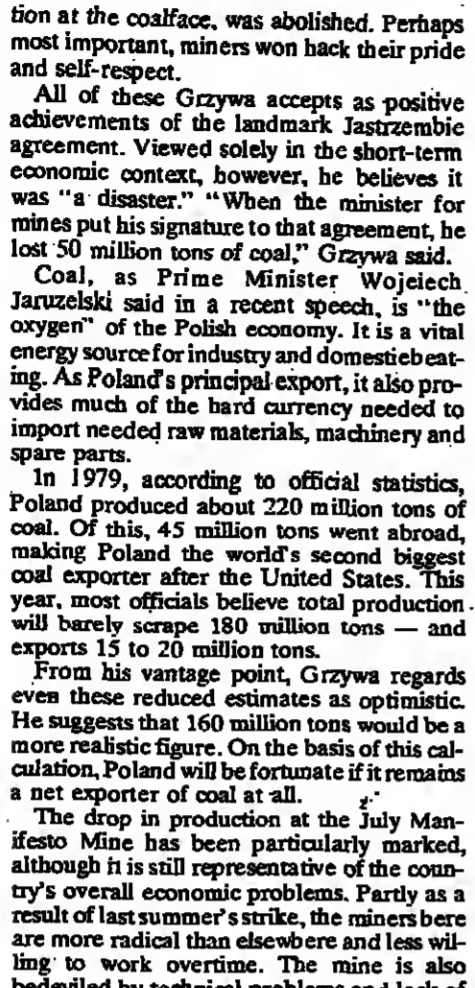 tion at the coalface, was abolished. Perhaps
most important, miners won hack their pride
and self-respect.
All of these Grzywa accepts as positive
achievements of the landmark Jastrzembie
agreement. Viewed solely in the short-term
economic context, however, he believes it
was "a disaster." "When the minister for
mines put his signature to that agreement, he
lost 50 million tons of coal," Grzywa said.
Coal, as Prime Minister Wojeiech
Jaruzelski said in a recent speech, is "the
oxygen" of the Polish economy. It is a vital
energy source for industry and domestic beat-
ing. As Poland's principal export, it also pro-
vides much of the bard currency needed to
import needed raw materials, machinery and
spare parts.
In 1979, according to official statistics,
Poland produced about 220 million tons of
coal. Of this, 45 million tons went abroad,
making Poland the world's second biggest
coal exporter after the United States. This
year, most officials believe total production
will barely scrape 180 million tons — and
exports 15 to 20 million tons.
From his vantage point, Grzywa regards
even these reduced estimates as optimistic.
He suggests that 160 million tons would be a
more realistic figure. On the basis of this cal-
culation, Poland will be fortunate if it remains
a net exporter of coal at all.
The drop in production at the July Man-
ifesto Mine has been particularly marked,
although it is still representative of the coun-
try's overall economic problems. Partly as a
result of last summer's strike, the miners bere
are more radical than elsewbere and less wil-
ling to work overtime. The mine is also
bedeviled by technical problems and lack of